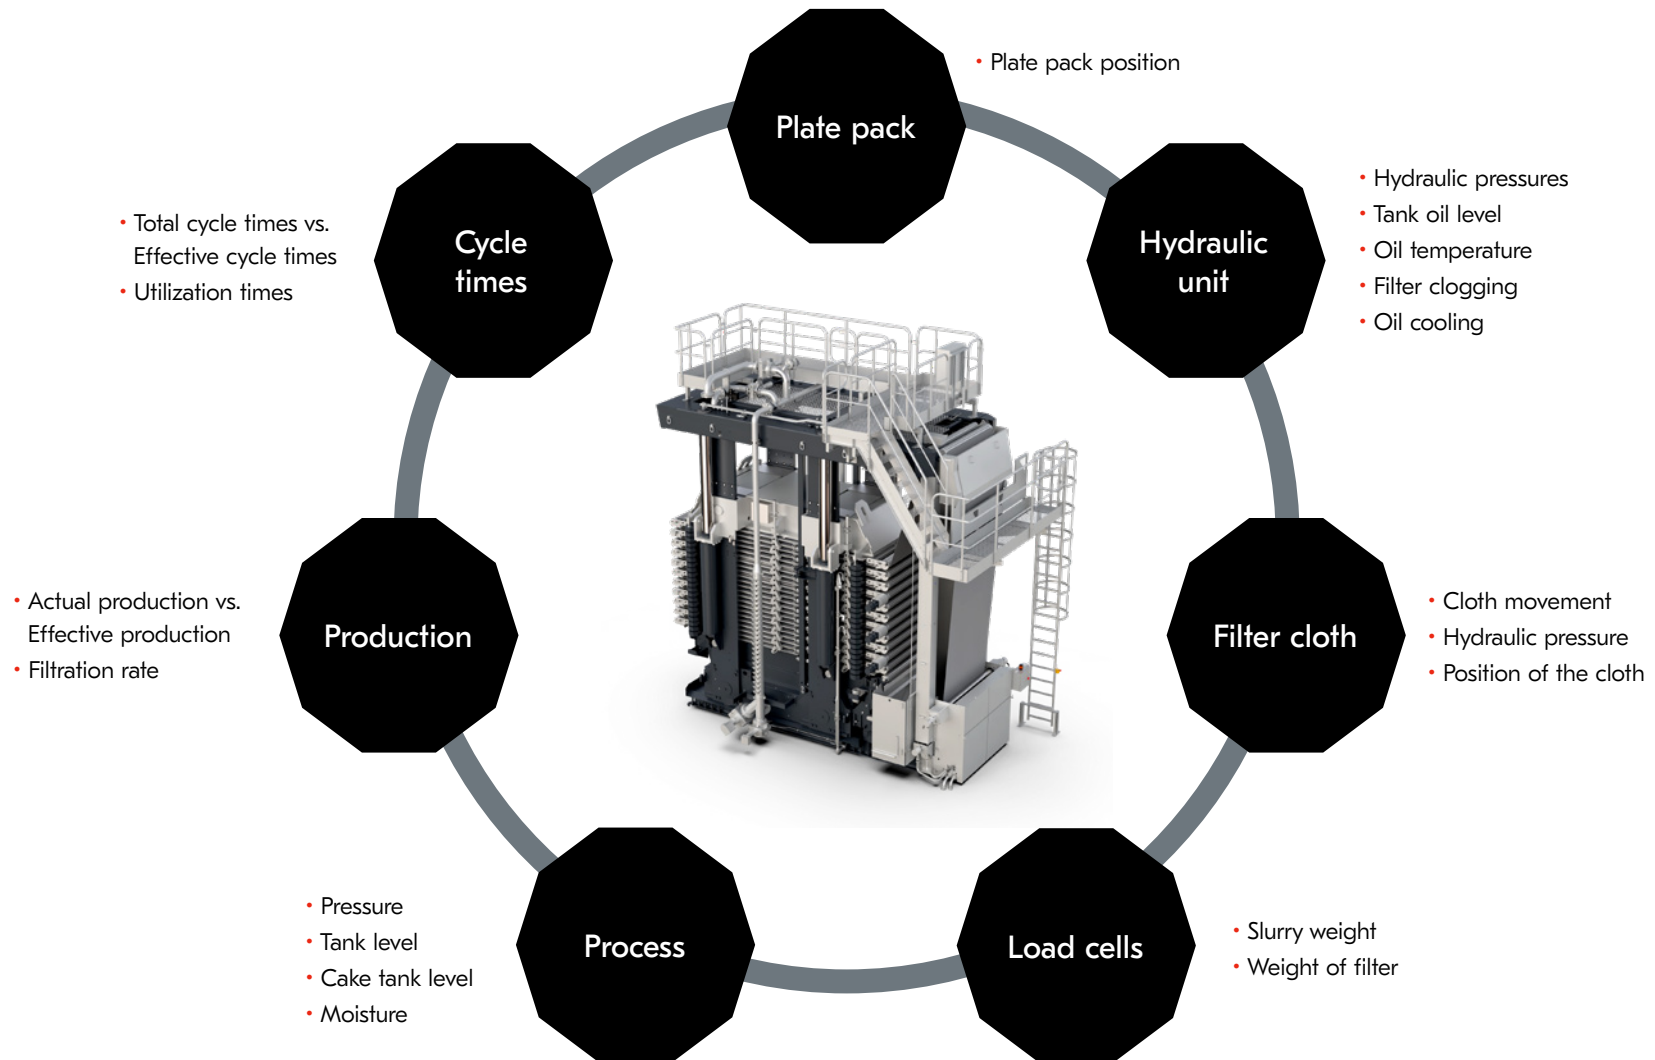 Plate pack
• Plate pack position
Hydraulic
unit
• Hydraulic pressures
• Tank oil level
• Oil temperature
• Filter clogging
• Oil cooling
Filter cloth
• Cloth movement
• Hydraulic pressure
• Position of the cloth
Load cells
• Slurry weight
• Weight of filter
Process
• Pressure
• Tank level
• Cake tank level
• Moisture
Production
• Actual production vs.
Effective production
• Filtration rate
Cycle
times
• Total cycle times vs.
Effective cycle times
• Utilization times